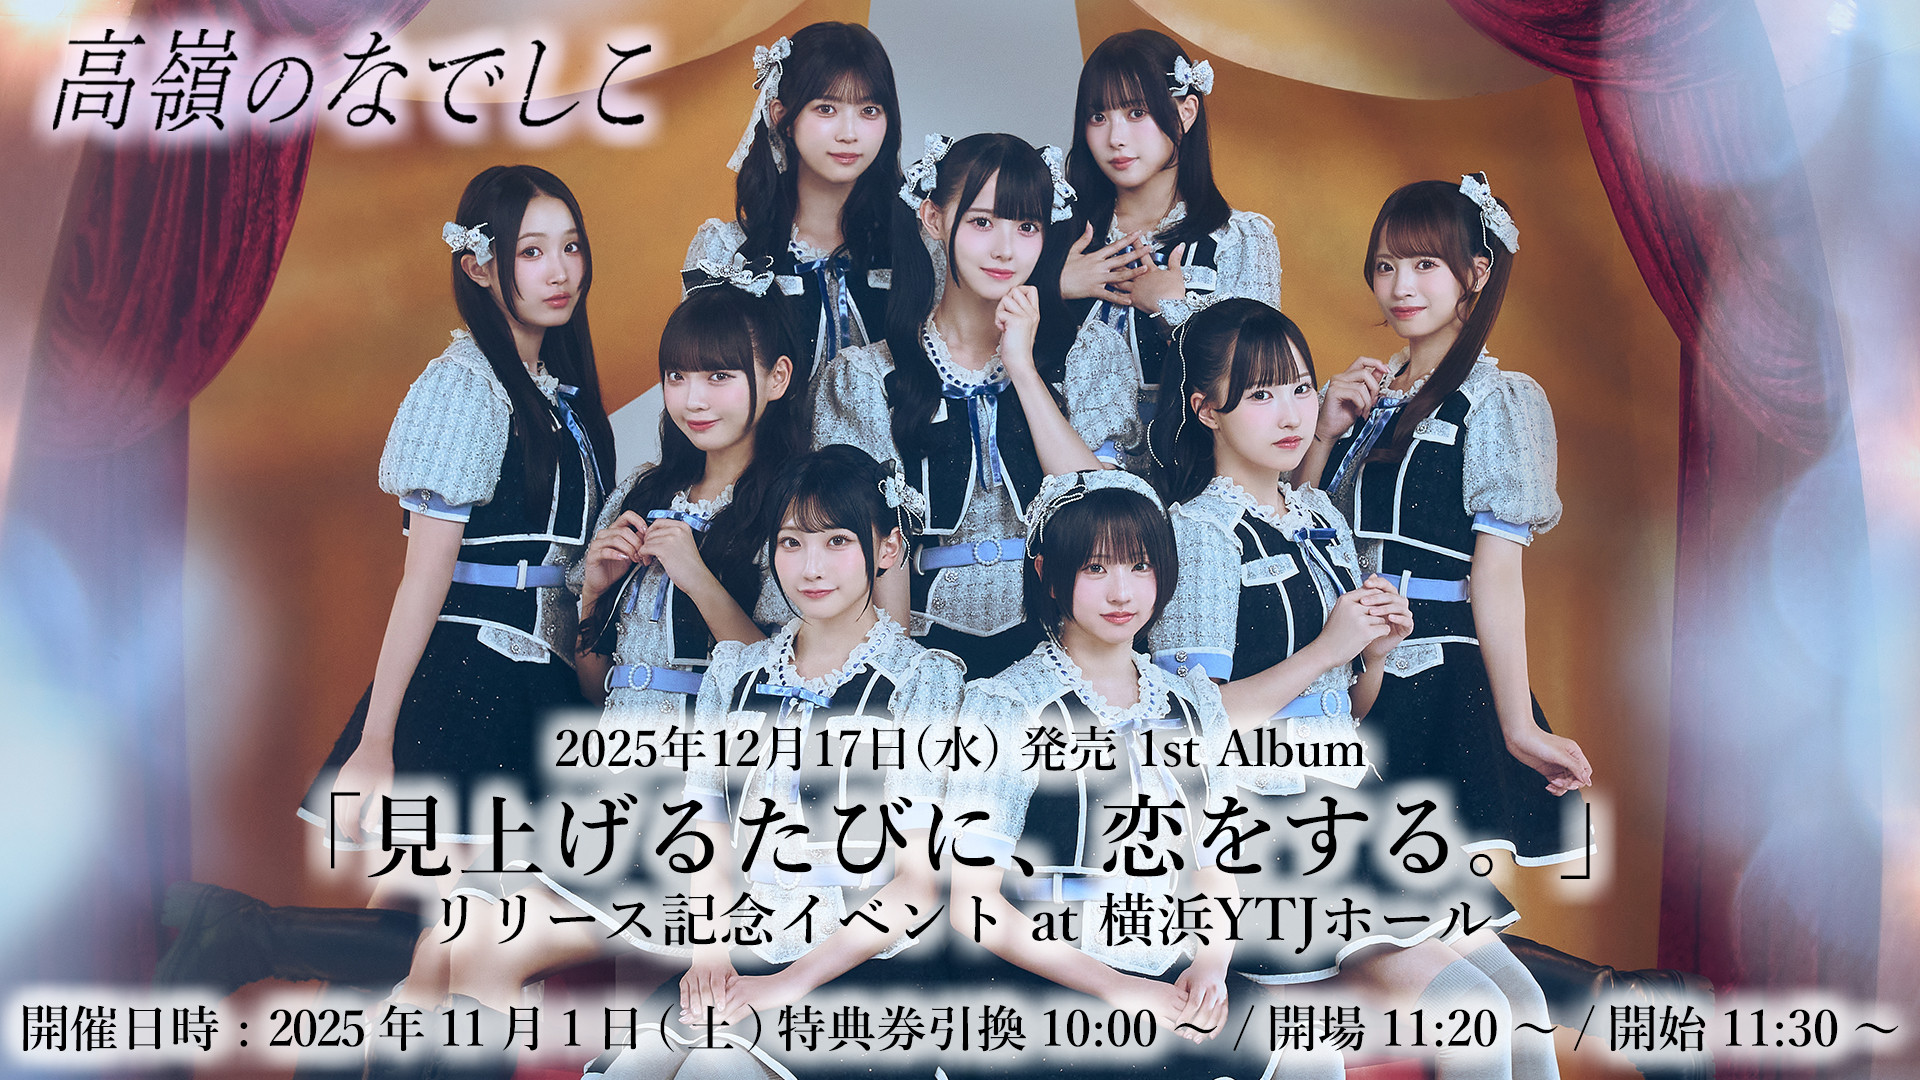 高嶺のなでしこ
2025年12月17日(水) 発売 1st Album
「見上げるたびに、恋をする。」
リリース記念イベント at 横浜YTJホール
開催日時:2025年11月1日(土)特典券引換 10:00 ～ / 開場 11:20 ～ / 開始 11:30 ～